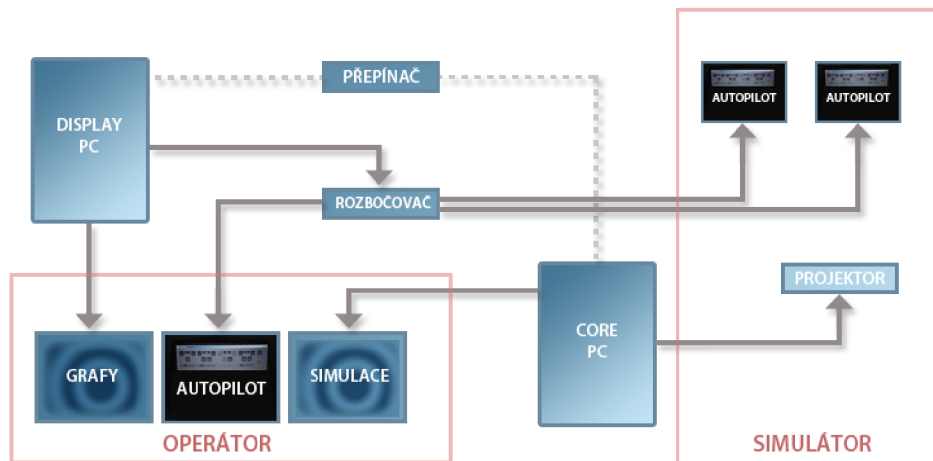 PŘEPÍNAČ
DISPLAY
PC
AUTOPILOT
AUTOPILOT
ROZBOČOVAČ
PROJEKTOR
CORE
PC
GRAFY
AUTOPILOT
SIMULACE
OPERÁTOR
SIMULÁTOR